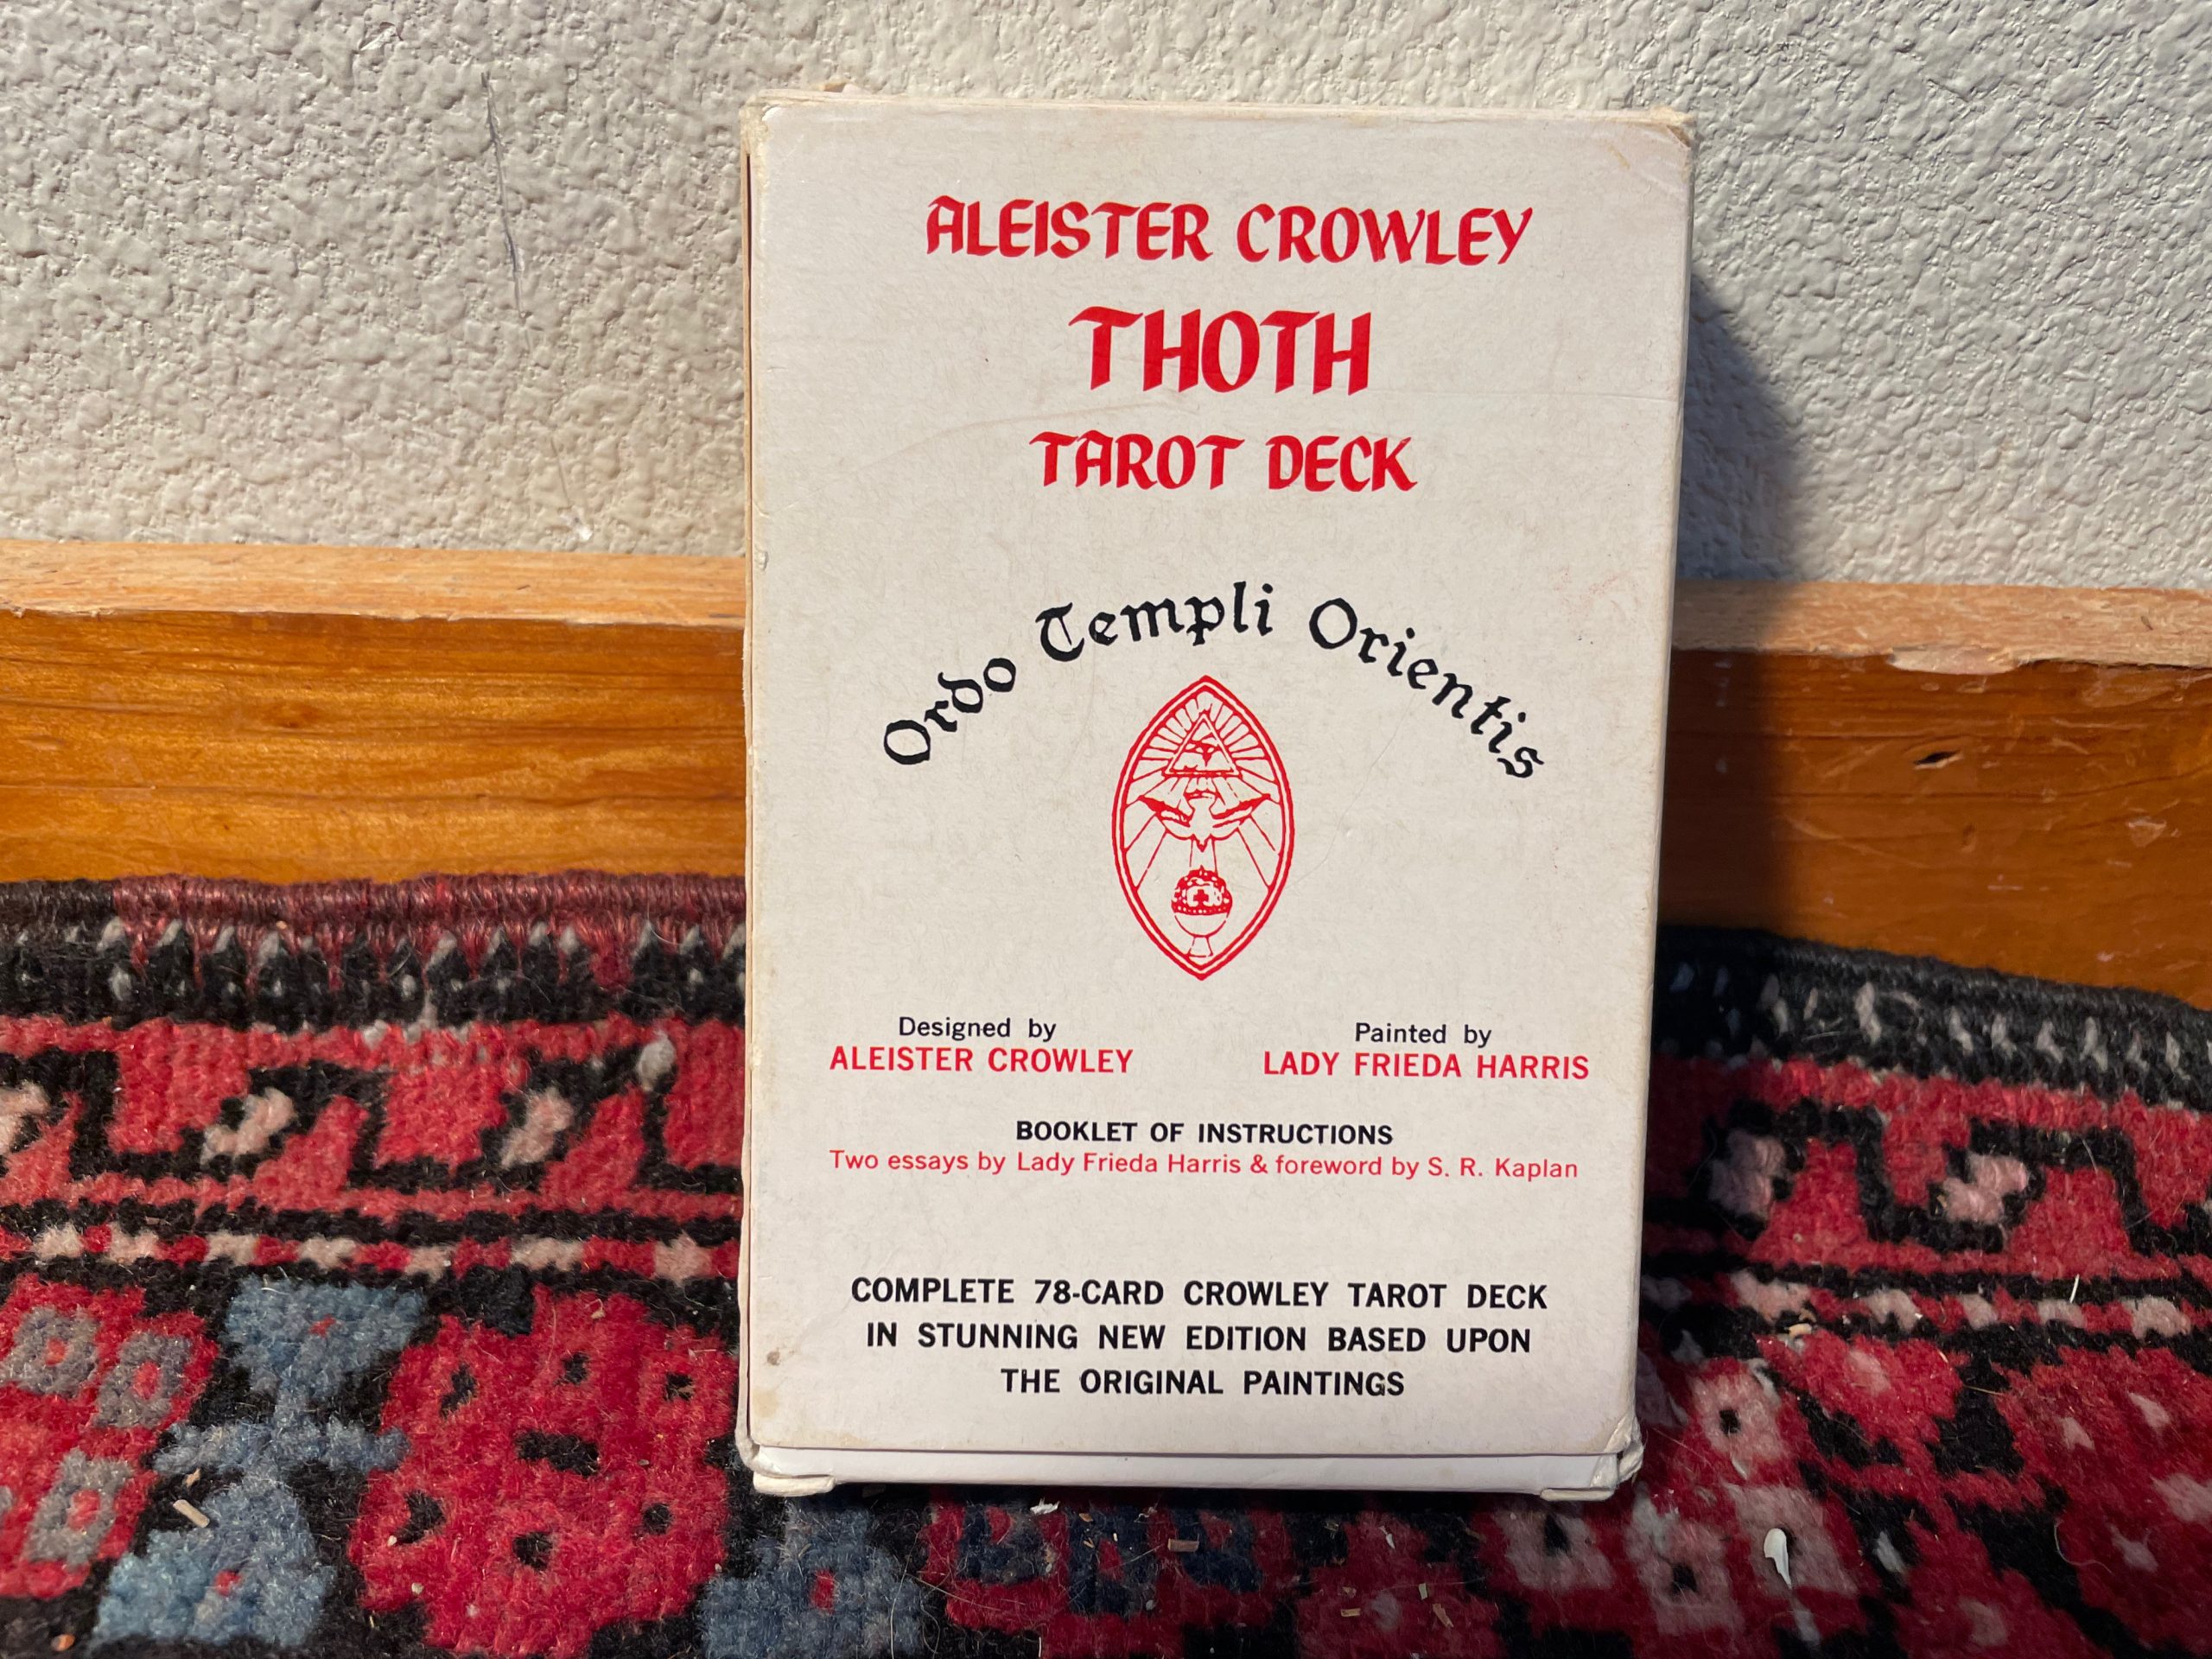 ALEISTER CROWLEY
THOTH
TAROT DECK
Ordo Templi Orientis
Designed by
ALEISTER CROWLEY
Painted by
LADY FRIEDA HARRIS
BOOKLET OF INSTRUCTIONS
Two essays by Lady Frieda Harris & foreword by S. R. Kaplan
COMPLETE 78-CARD CROWLEY TAROT DECK
IN STUNNING NEW EDITION BASED UPON
THE ORIGINAL PAINTINGS